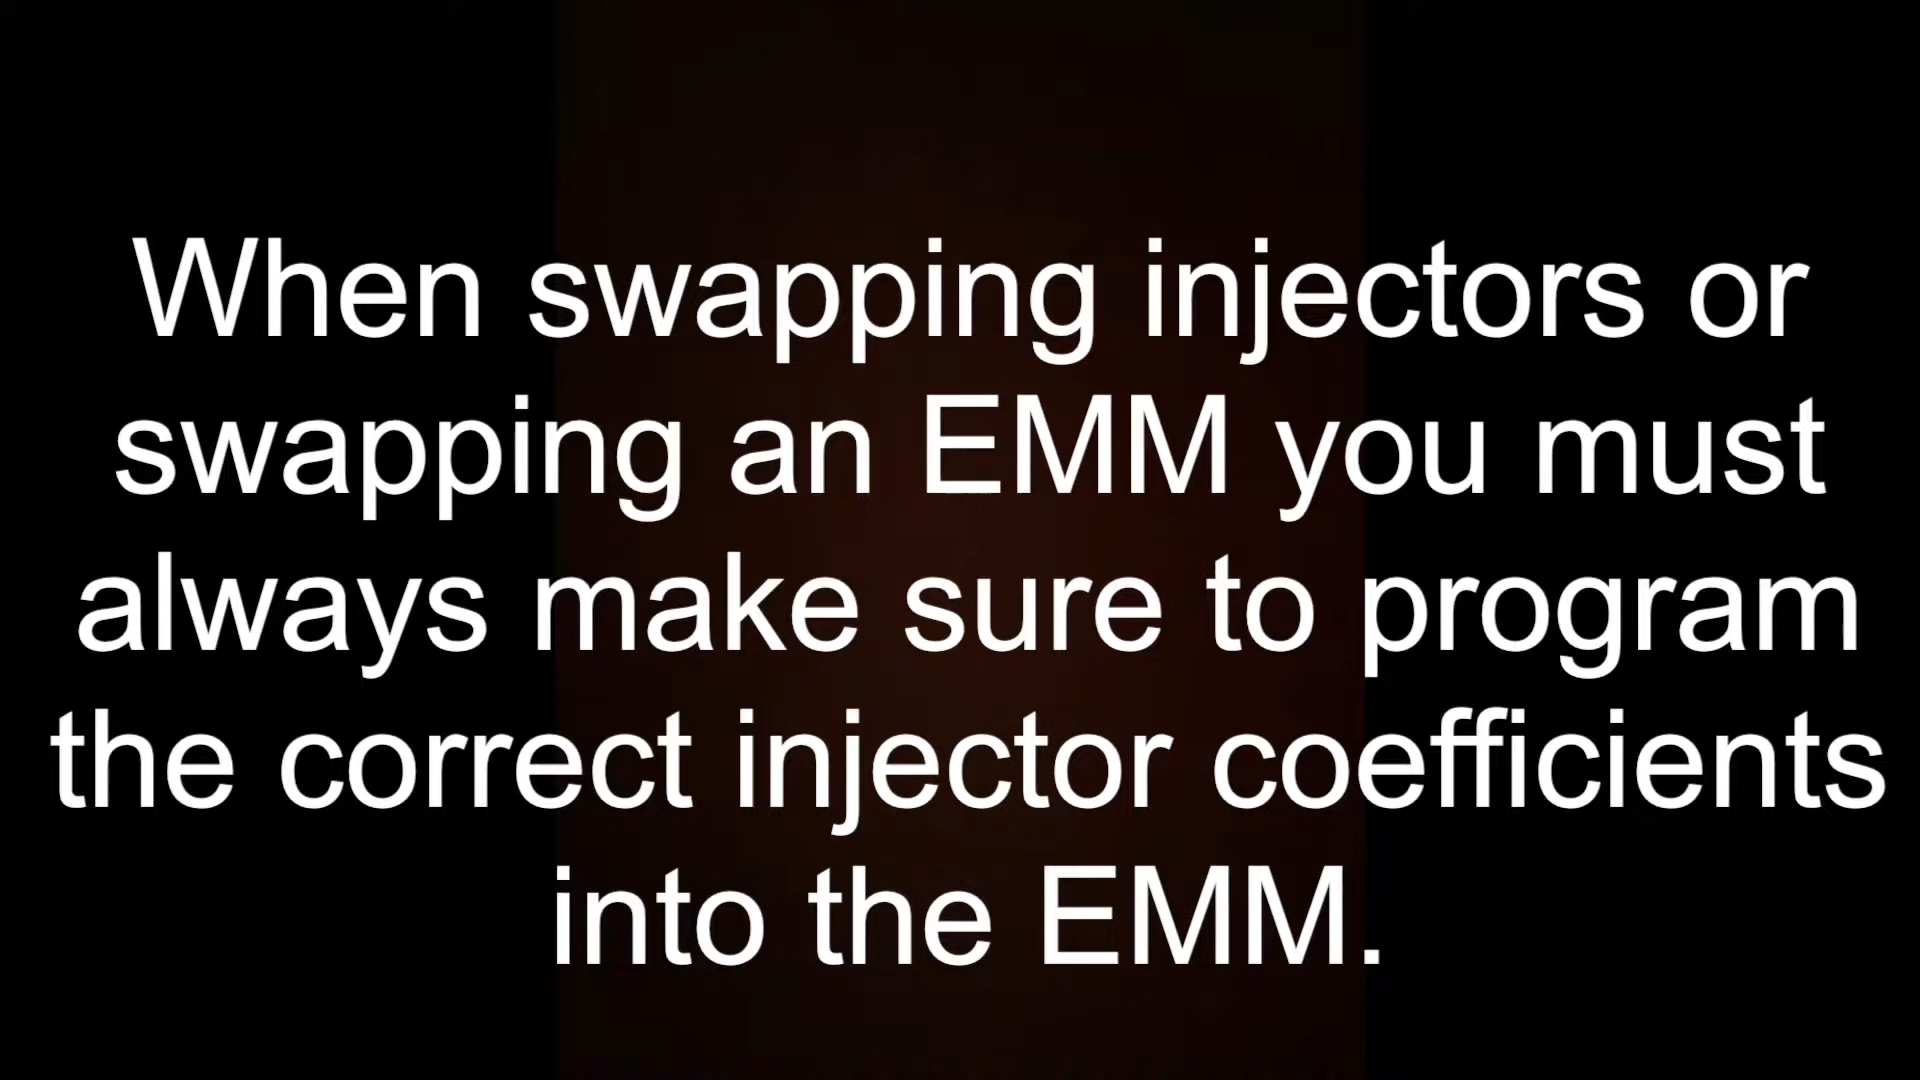 When swapping injectors or
swapping an EMM you must
always make sure to program
the correct injector coefficients
into the EMM.